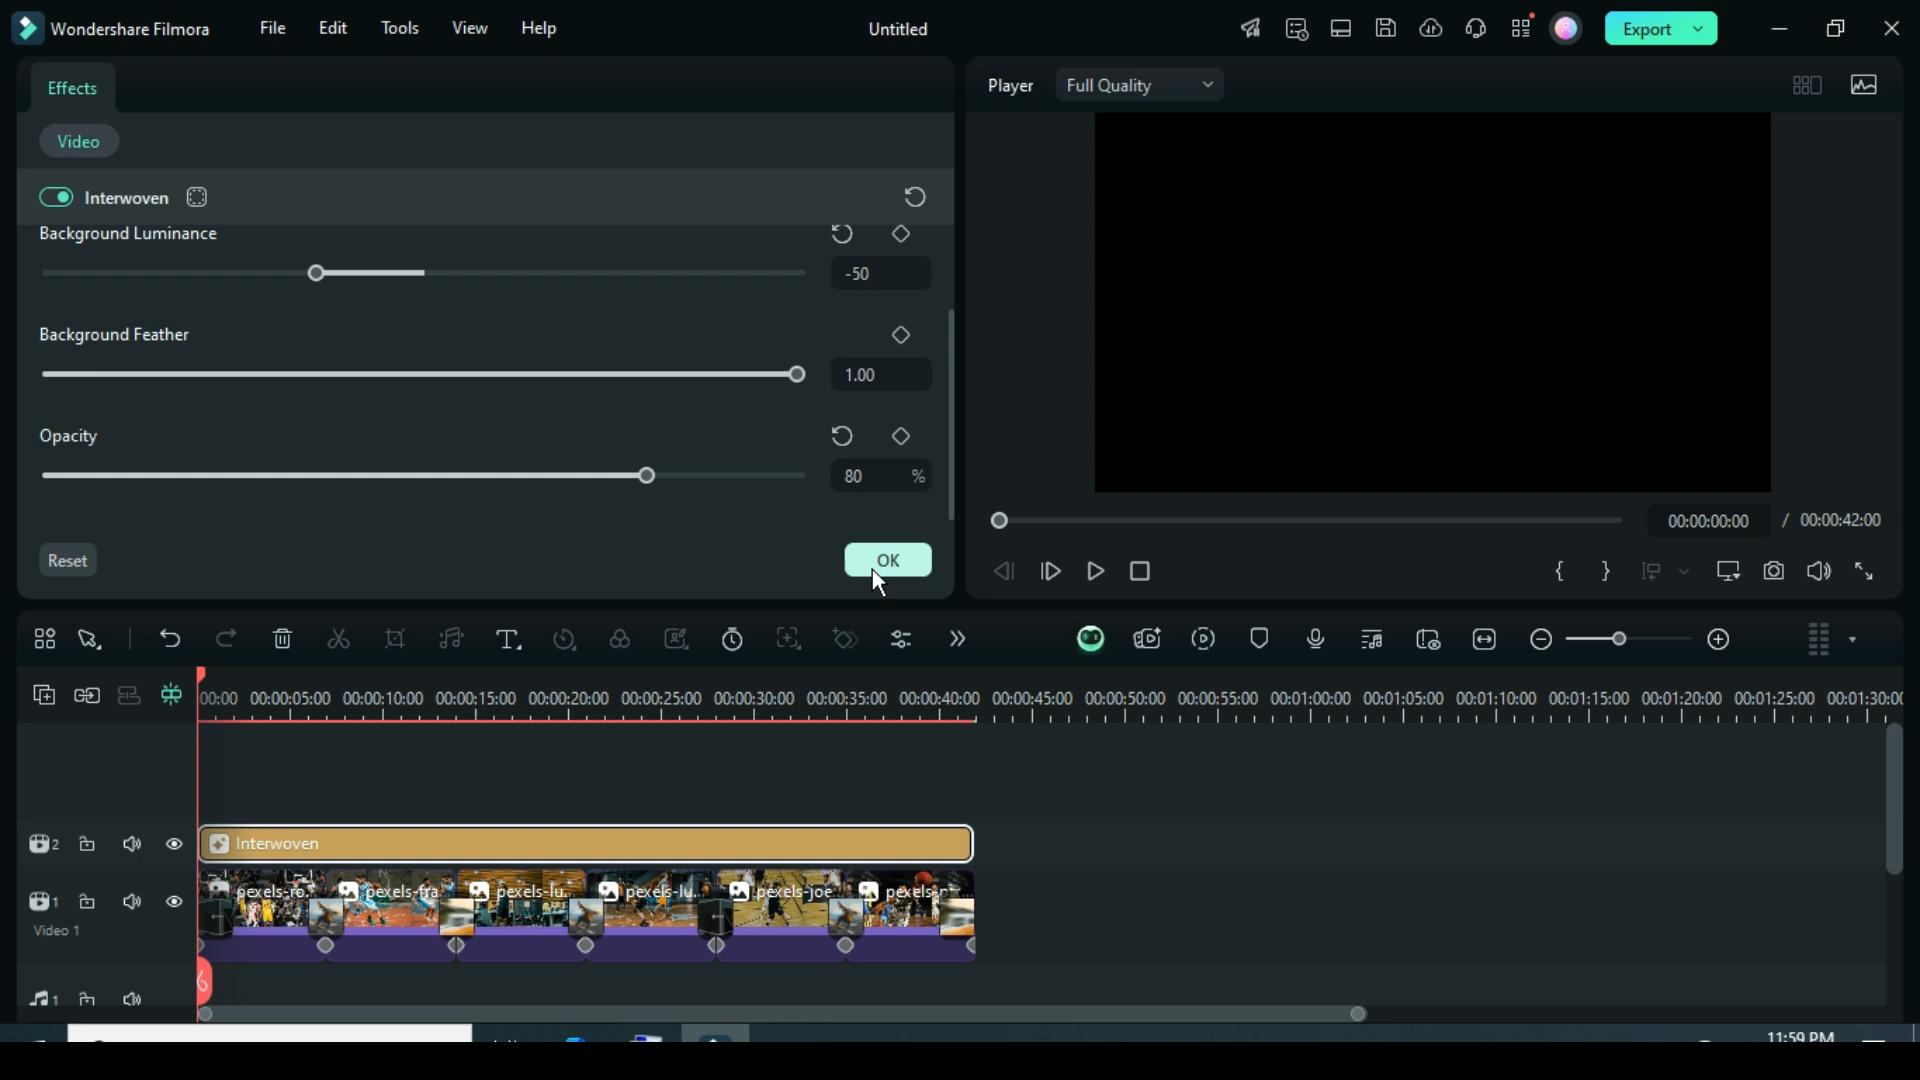 Wondershare Filmora
File
Edit
Tools
View
Help
Untitled
Export
Effects
Player
Full Quality
Video
Interwoven
Background Luminance
-50
Background Feather
1.00
Opacity
80 %
Reset
OK
00:00:00:00 / 00:00:42:00
00:00 00:00:05:00 00:00:10:00 00:00:15:00 00:00:20:00 00:00:25:00 00:00:30:00 00:00:35:00 00:00:40:00 00:00:45:00 00:00:50:00 00:00:55:00 00:01:00:00 00:01:05:00 00:01:10:00 00:01:15:00 00:01:20:00 00:01:25:00 00:01:30:00
2
Interwoven
1
pexels-ro... pexels-fra... pexels-lu... pexels-lu... pexels-joe...
Video 1
1
11:59 PM